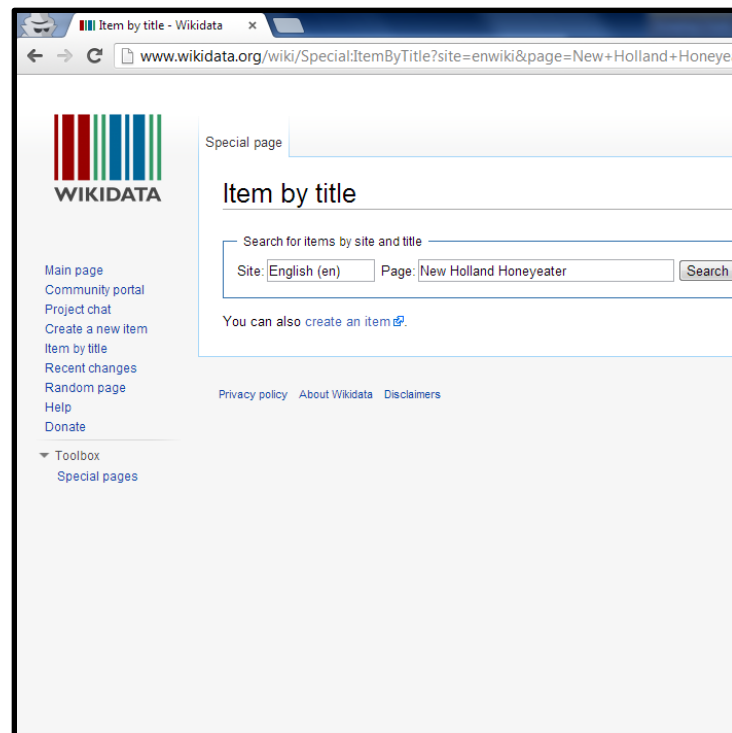 Item by title - Wikidata
www.wikidata.org/wiki/Special:ItemByTitle?site=enwiki&page=New+Holland+Honeye
WIKIDATA
Special page
Item by title
Search for items by site and title
Site: English (en) Page: New Holland Honeyeater Search
You can also create an item.
Main page
Community portal
Project chat
Create a new item
Item by title
Recent changes
Random page
Help
Donate
Toolbox
Special pages
Privacy policy About Wikidata Disclaimers